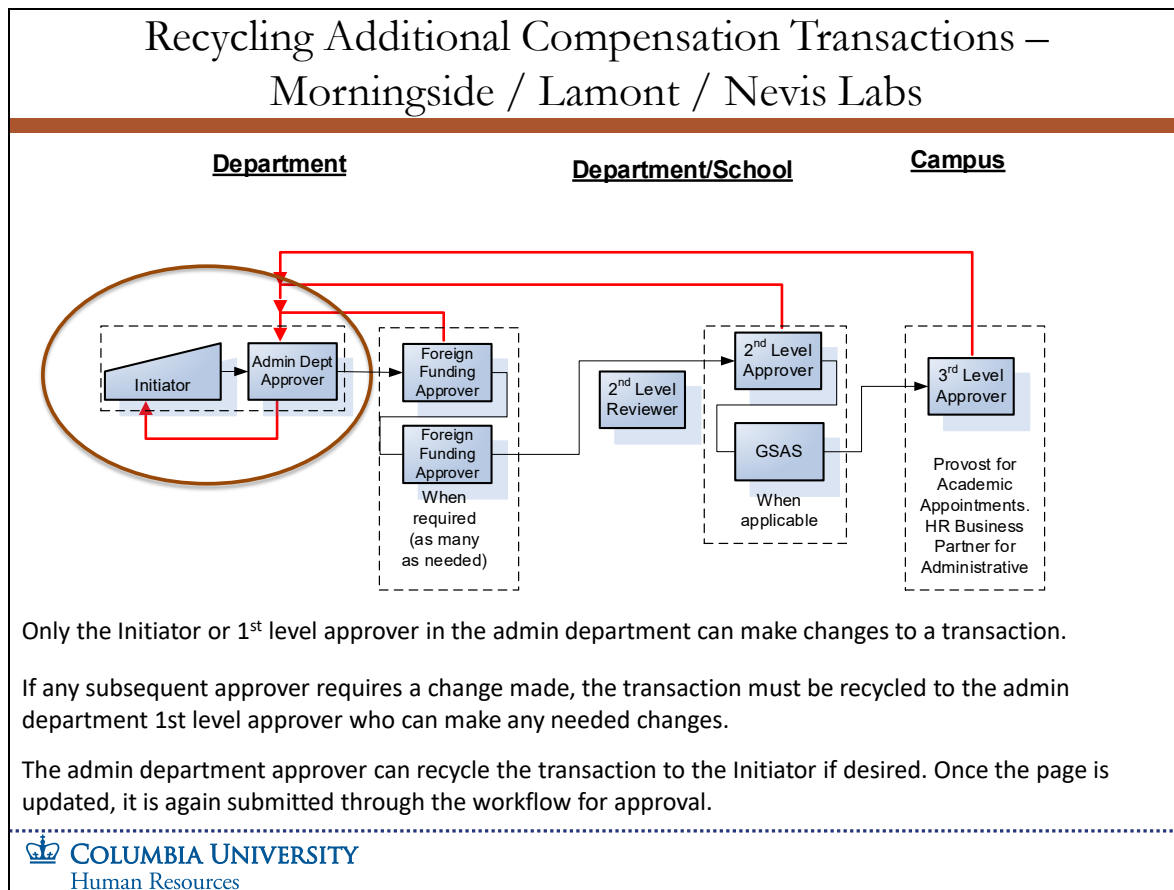 Recycling Additional Compensation Transactions –
Morningside / Lamont / Nevis Labs
Department
Department/School
Campus
Initiator
Admin Dept
Approver
Foreign
Funding
Approver
Foreign
Funding
Approver
When
required
(as many
as needed)
2nd Level
Reviewer
2nd Level
Approver
GSAS
When
applicable
3rd Level
Approver
Provost for
Academic
Appointments.
HR Business
Partner for
Administrative
Only the Initiator or 1st level approver in the admin department can make changes to a transaction.
If any subsequent approver requires a change made, the transaction must be recycled to the admin
department 1st level approver who can make any needed changes.
The admin department approver can recycle the transaction to the Initiator if desired. Once the page is
updated, it is again submitted through the workflow for approval.
COLUMBIA UNIVERSITY
Human Resources